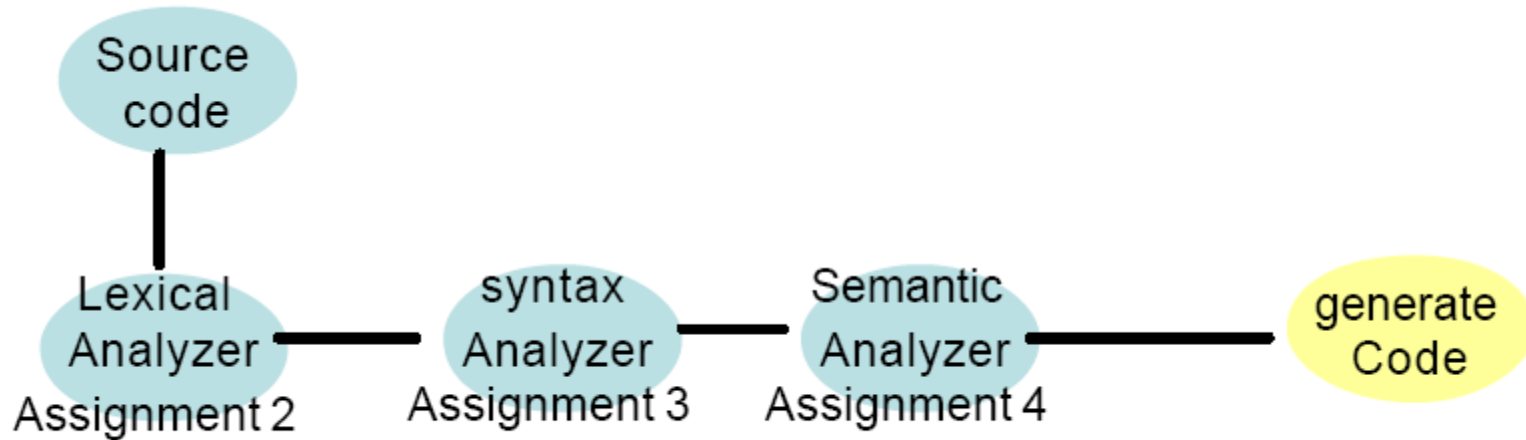 Source
code
Lexical
Analyzer
Assignment 2
syntax
Analyzer
Assignment 3
Semantic
Analyzer
Assignment 4
generate
Code